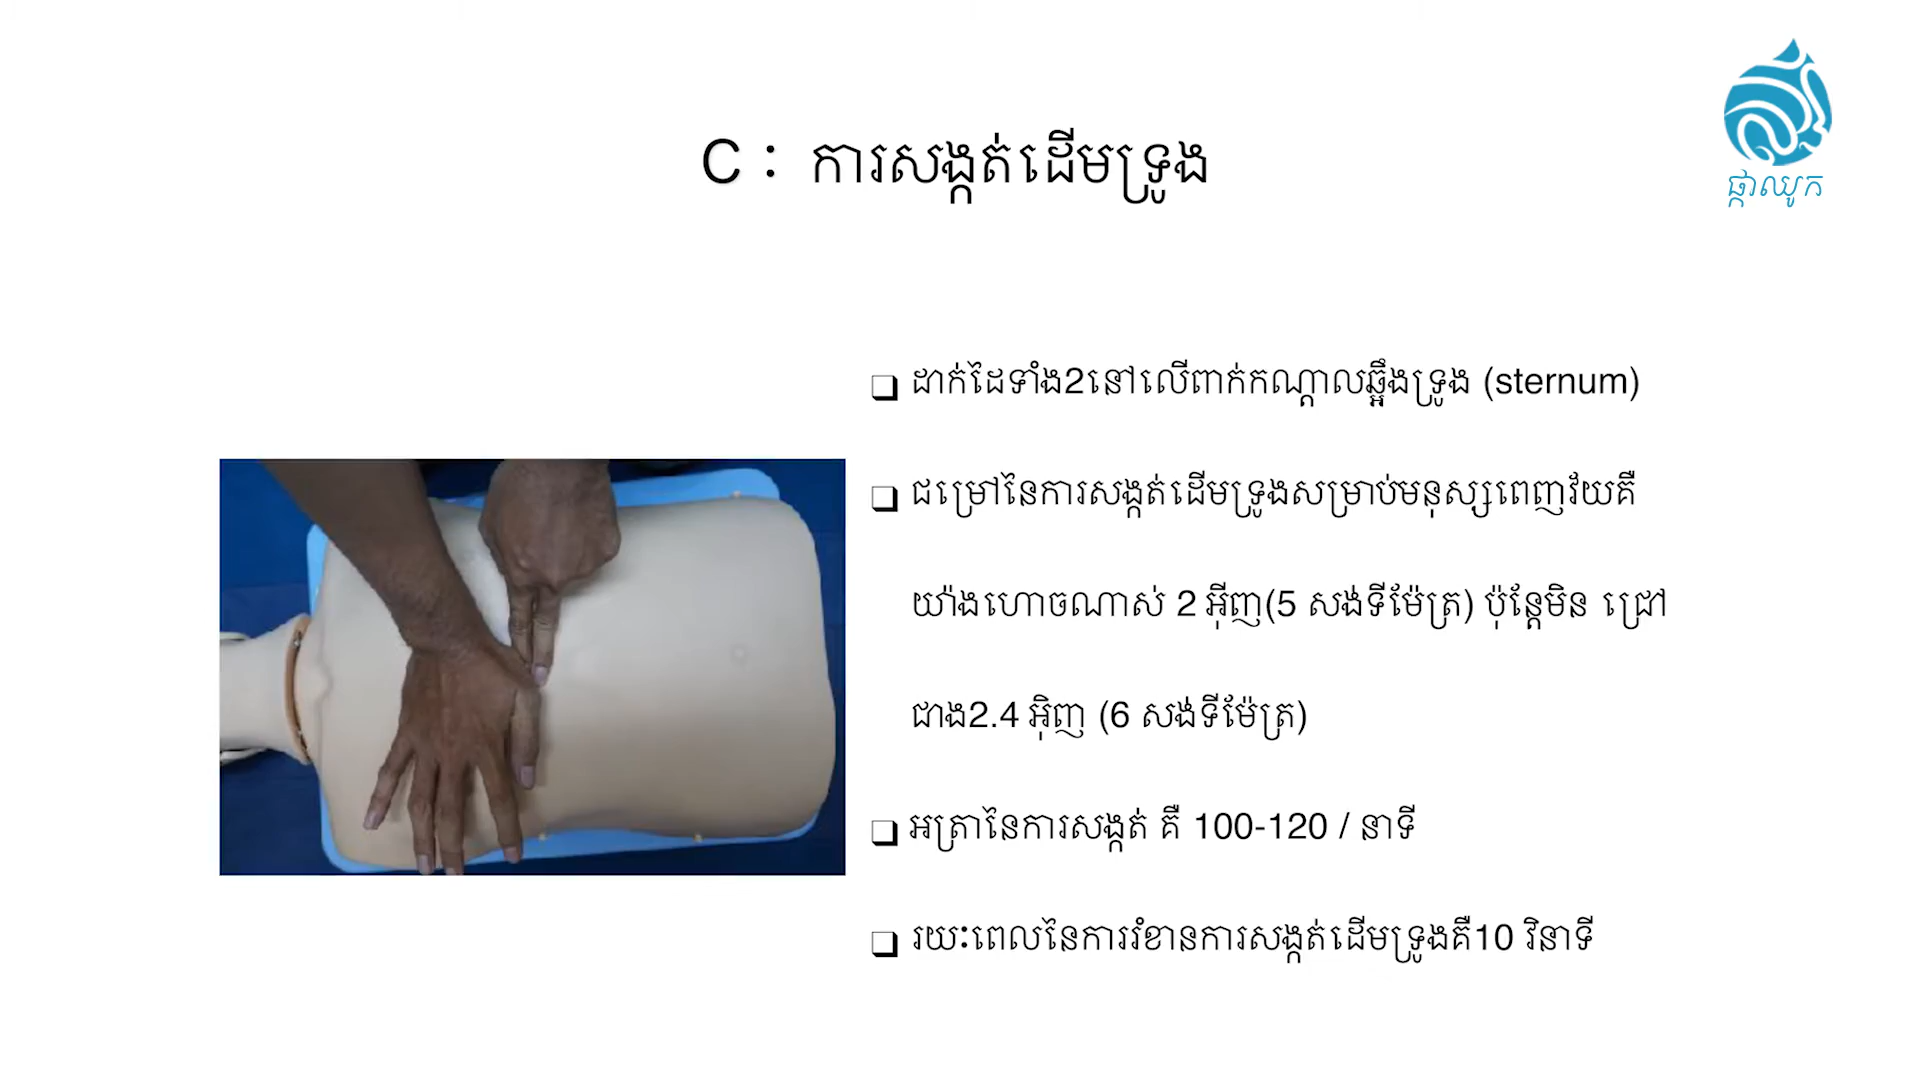 ផ្កាឈូក
C : ការសង្កត់ដើមទ្រូង
ដាក់ដៃទាំង2នៅលើពាក់កណ្តាលឆ្អឹងទ្រូង (sternum)
ជម្រៅនៃការសង្កត់ដើមទ្រូងសម្រាប់មនុស្សពេញវ័យគឺ
យ៉ាងហោចណាស់ 2 អ៊ីញ(5 សង់ទីម៉ែត្រ) ប៉ុន្តែមិន ជ្រៅ
ជាង2.4 អ៊ិញ (6 សង់ទីម៉ែត្រ)
អត្រានៃការសង្កត់ គឺ 100-120 / នាទី
រយៈពេលនៃការរំខានការសង្កត់ដើមទ្រូងគឺ10 វិនាទី